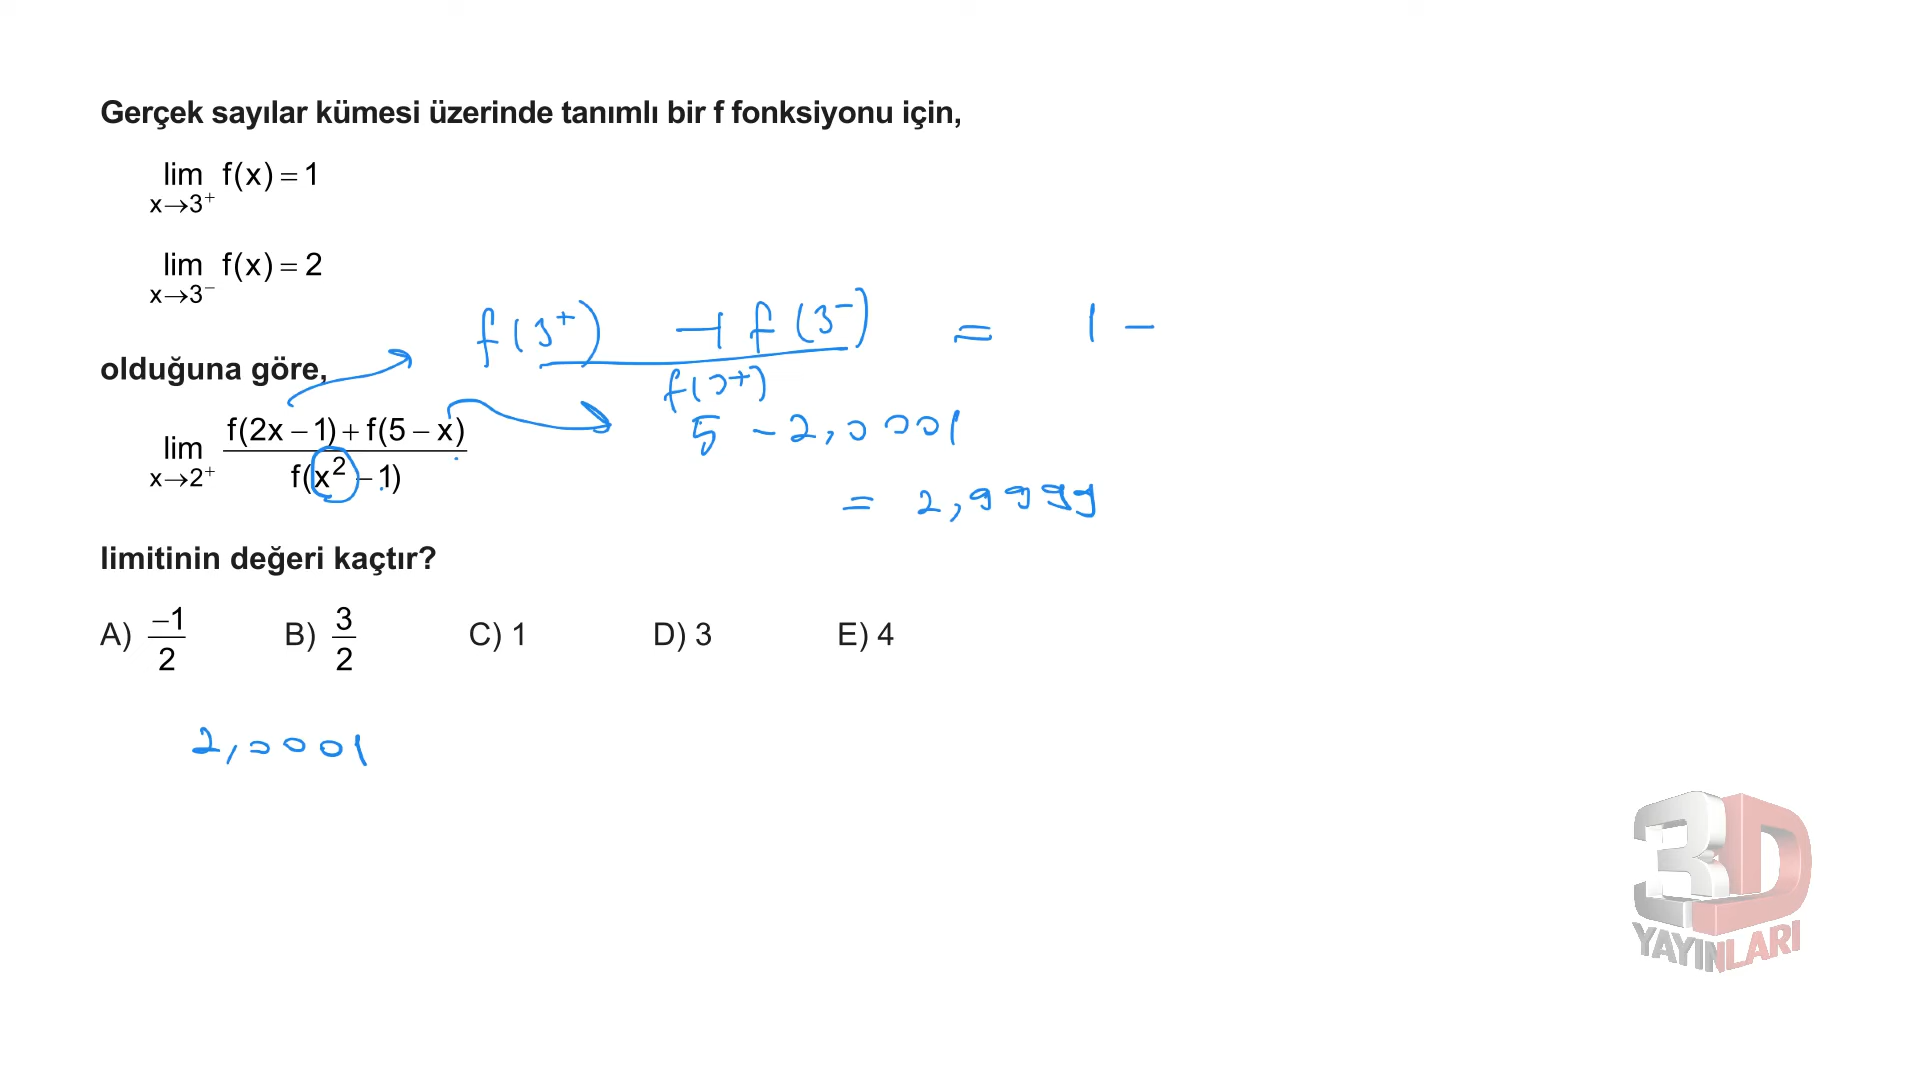 Gerçek sayılar kümesi üzerinde tanımlı bir f fonksiyonu için,
lim f(x) = 1
x→3⁺
lim f(x) = 2
x→3⁻
f(3⁺) + f(3⁻) = 1 −
f(3⁺)
olduğuna göre,
5 − 2,0001
= 2,9999
f(2x − 1) + f(5 − x)
lim
x→2⁺
f(x² − 1)
limitinin değeri kaçtır?
A) −1/2 B) 3/2 C) 1 D) 3 E) 4
2,0001
3D
YAYINLARI